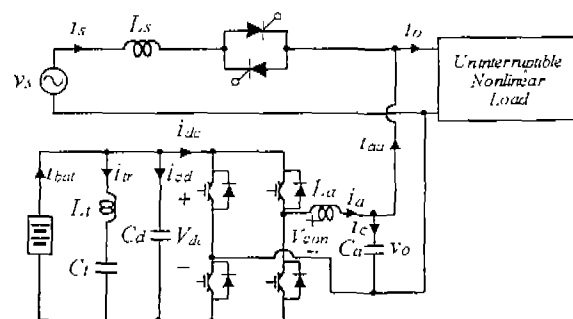 is
Ls
io
vs
Uninterruptible
Nonlinear
Load
iau
idc
ibat
itr
icd
Lt
Cd
Vdc
+
−
Ct
La
ia
+
Vcon
−
ic
Ca
vo